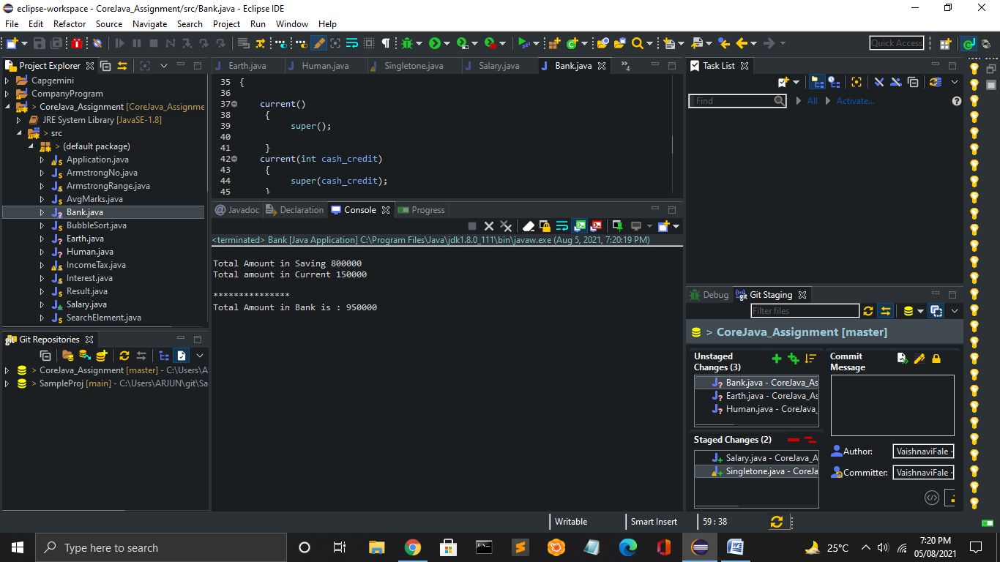 eclipse-workspace - CoreJava_Assignment/src/Bank.java - Eclipse IDE
File Edit Refactor Source Navigate Search Project Run Window Help
Quick Access
Project Explorer
Capgemini
CompanyProgram
> CoreJava_Assignment [CoreJava_Assignme
JRE System Library [JavaSE-1.8]
> src
> (default package)
Application.java
ArmstrongNo.java
ArmstrongRange.java
AvgMarks.java
Bank.java
BubbleSort.java
Earth.java
Human.java
IncomeTax.java
Interest.java
Result.java
Salary.java
SearchElement.java
Git Repositories
> CoreJava_Assignment [master] - C:\Users\A
> SampleProj [main] - C:\Users\ARJUN\git\Sa
Earth.java Human.java Singletone.java Salary.java Bank.java »4
35 {
36
37 current()
38 {
39 super();
40
41 }
42 current(int cash_credit)
43 {
44 super(cash_credit);
45 }
Javadoc Declaration Console Progress
<terminated> Bank [Java Application] C:\Program Files\Java\jdk1.8.0_111\bin\javaw.exe (Aug 5, 2021, 7:20:19 PM)
Total Amount in Saving 800000
Total amount in Current 150000
***************
Total Amount in Bank is : 950000
Task List
Find All Activate...
Debug Git Staging
Filter files
> CoreJava_Assignment [master]
Unstaged Changes (3)
Bank.java - CoreJava_As
Earth.java - CoreJava_As
Human.java - CoreJava_
Staged Changes (2)
Salary.java - CoreJava_A
Singletone.java - CoreJa
Commit Message
Author: VaishnaviFale
Committer: VaishnaviFale
Writable Smart Insert 59 : 38
Type here to search
25°C
7:20 PM
05/08/2021